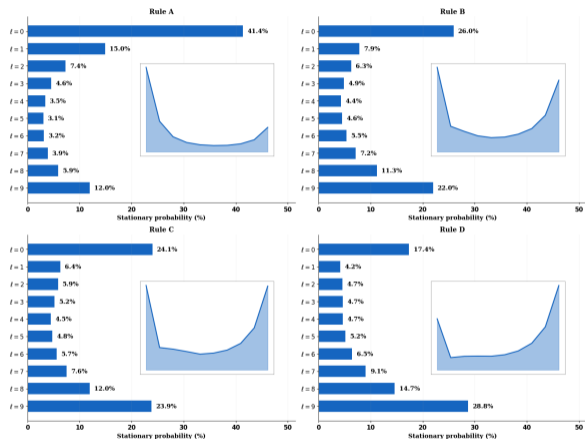 Rule A
ℓ = 0 41.4%
ℓ = 1 15.0%
ℓ = 2 7.4%
ℓ = 3 4.6%
ℓ = 4 3.5%
ℓ = 5 3.1%
ℓ = 6 3.2%
ℓ = 7 3.9%
ℓ = 8 5.9%
ℓ = 9 12.0%
0 10 20 30 40 50
Stationary probability (%)
Rule B
ℓ = 0 26.0%
ℓ = 1 7.9%
ℓ = 2 6.3%
ℓ = 3 4.9%
ℓ = 4 4.4%
ℓ = 5 4.6%
ℓ = 6 5.5%
ℓ = 7 7.2%
ℓ = 8 11.3%
ℓ = 9 22.0%
0 10 20 30 40 50
Stationary probability (%)
Rule C
ℓ = 0 24.1%
ℓ = 1 6.4%
ℓ = 2 5.9%
ℓ = 3 5.2%
ℓ = 4 4.5%
ℓ = 5 4.8%
ℓ = 6 5.7%
ℓ = 7 7.6%
ℓ = 8 12.0%
ℓ = 9 23.9%
0 10 20 30 40 50
Stationary probability (%)
Rule D
ℓ = 0 17.4%
ℓ = 1 4.2%
ℓ = 2 4.7%
ℓ = 3 4.7%
ℓ = 4 4.7%
ℓ = 5 5.2%
ℓ = 6 6.5%
ℓ = 7 9.1%
ℓ = 8 14.7%
ℓ = 9 28.8%
0 10 20 30 40 50
Stationary probability (%)